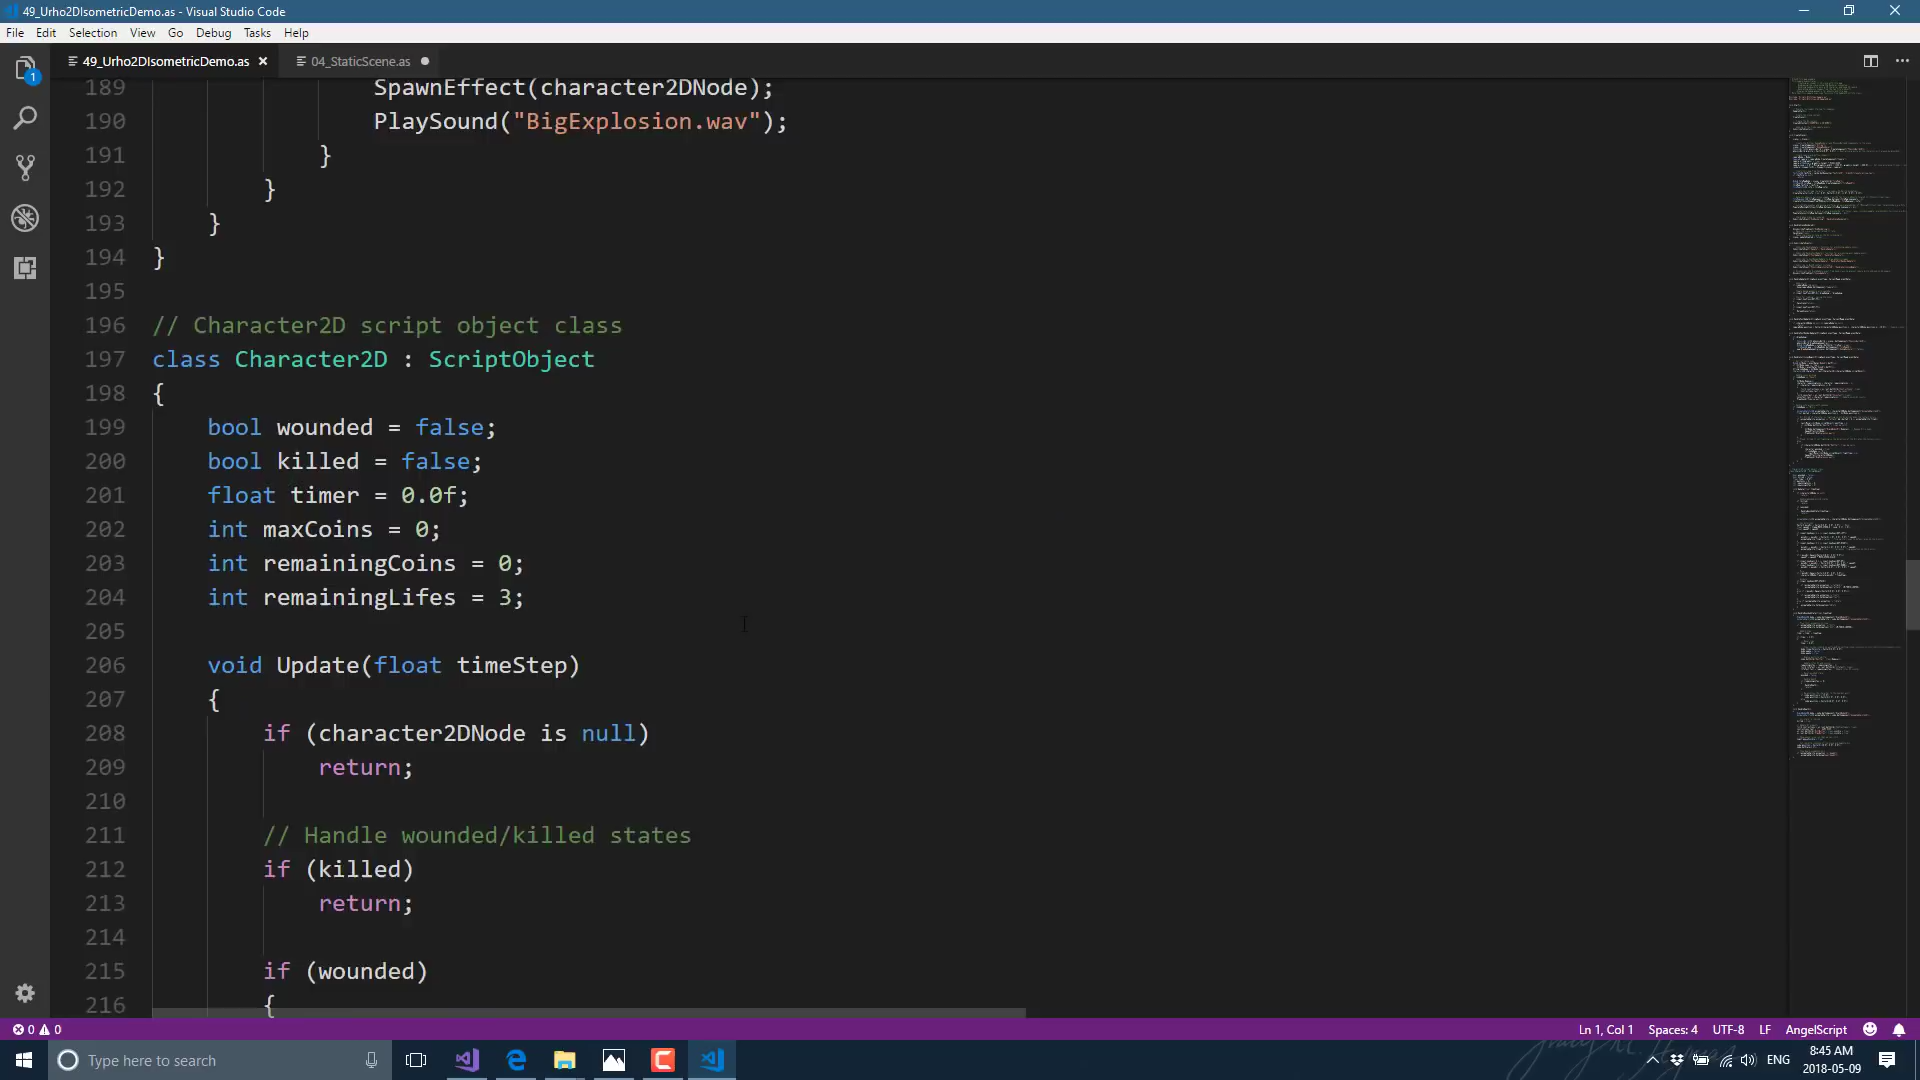 49_Urho2DIsometricDemo.as - Visual Studio Code
File Edit Selection View Go Debug Tasks Help
49_Urho2DIsometricDemo.as 04_StaticScene.as
1
189 SpawnEffect(character2DNode);
190 PlaySound("BigExplosion.wav");
191 }
192 }
193 }
194 }
195
196 // Character2D script object class
197 class Character2D : ScriptObject
198 {
199 bool wounded = false;
200 bool killed = false;
201 float timer = 0.0f;
202 int maxCoins = 0;
203 int remainingCoins = 0;
204 int remainingLifes = 3;
205
206 void Update(float timeStep)
207 {
208 if (character2DNode is null)
209 return;
210
211 // Handle wounded/killed states
212 if (killed)
213 return;
214
215 if (wounded)
216 {
0 0 Ln 1, Col 1 Spaces: 4 UTF-8 LF AngelScript
Type here to search ENG 8:45 AM
2018-05-09